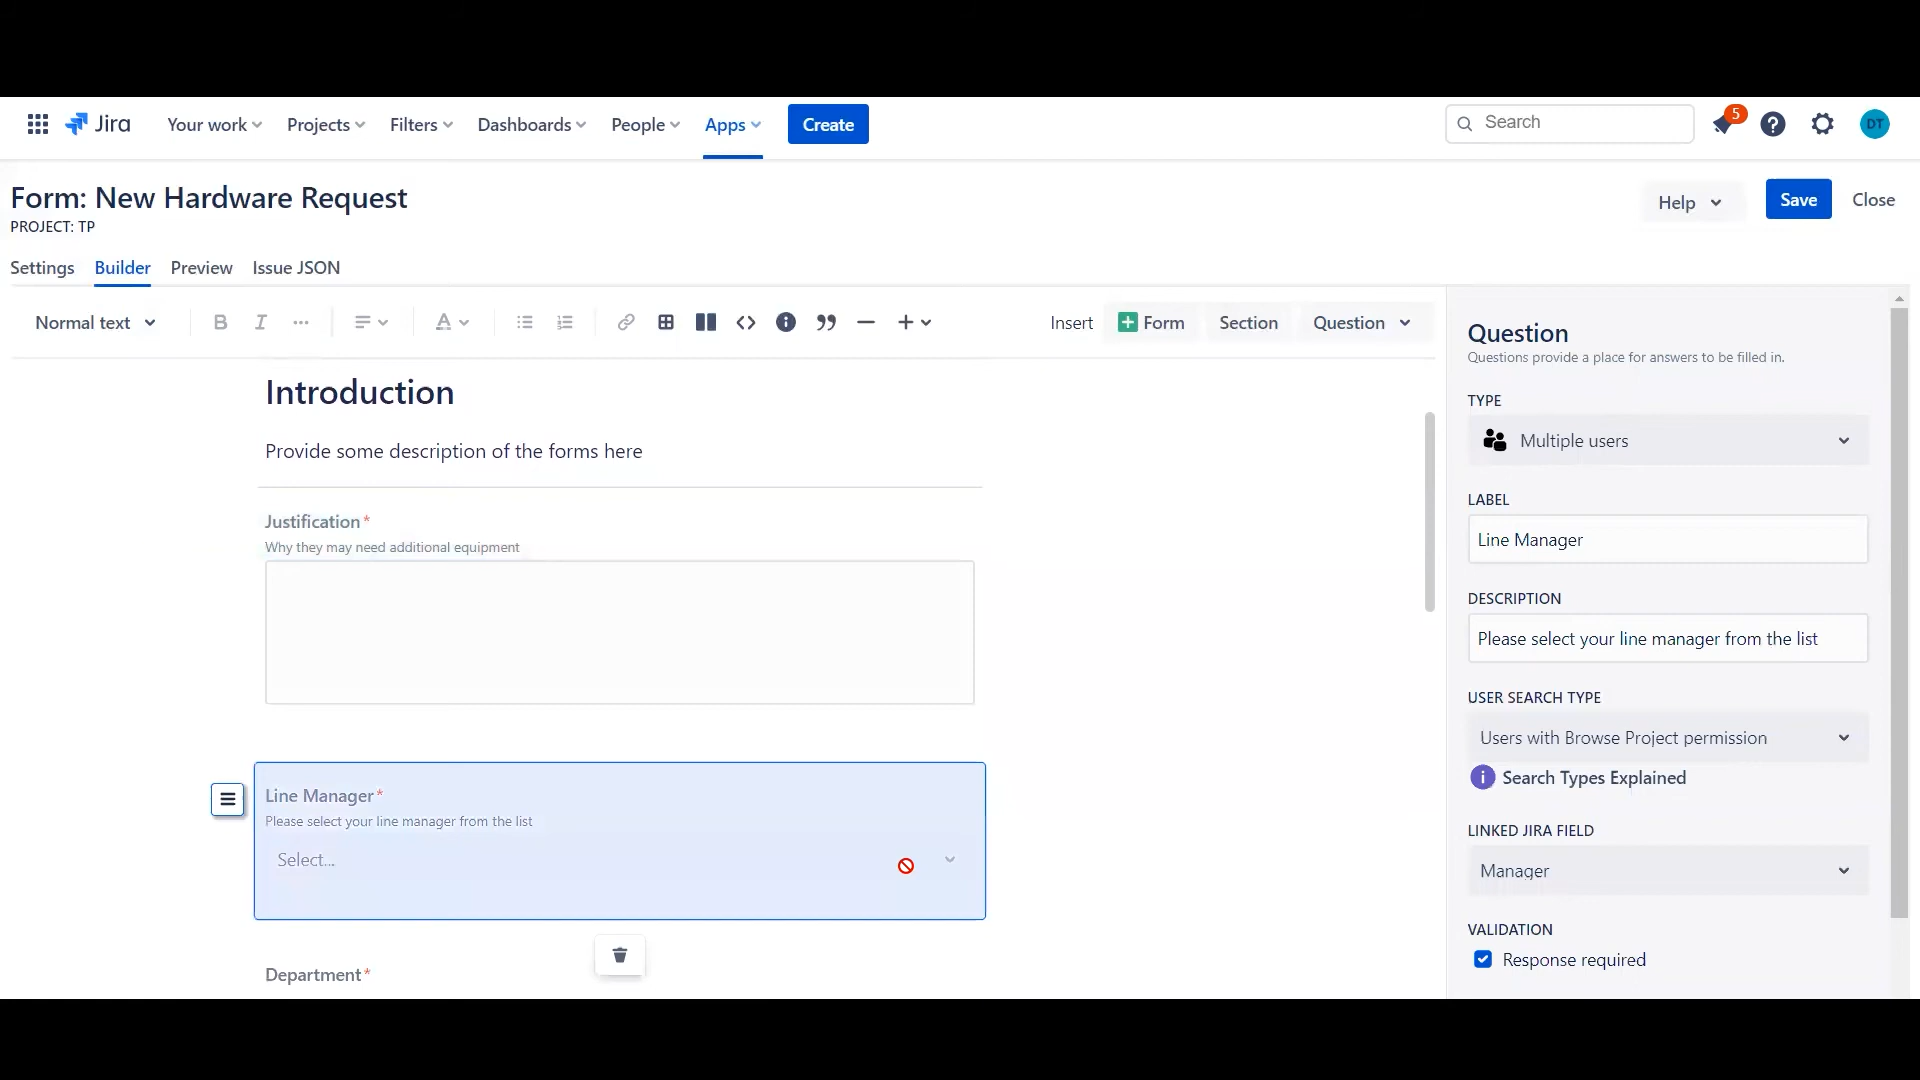 Jira Your work Projects Filters Dashboards People Apps Create Search 5 DT
Form: New Hardware Request
PROJECT: TP
Help Save Close
Settings Builder Preview Issue JSON
Normal text B I ... A Insert Form Section Question
Question
Questions provide a place for answers to be filled in.
TYPE
Multiple users
LABEL
Line Manager
DESCRIPTION
Please select your line manager from the list
USER SEARCH TYPE
Users with Browse Project permission
i Search Types Explained
LINKED JIRA FIELD
Manager
VALIDATION
Response required
Introduction
Provide some description of the forms here
Justification*
Why they may need additional equipment
Line Manager*
Please select your line manager from the list
Select...
Department*